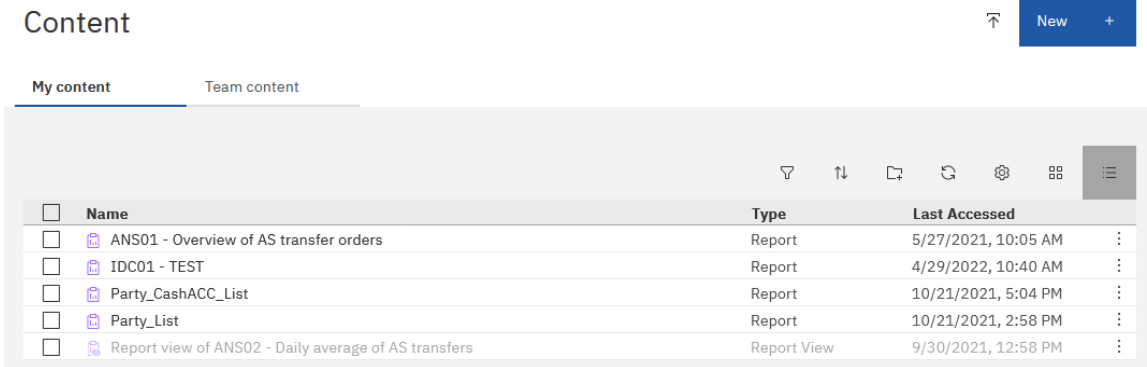 Content
New +
My content Team content
Name Type Last Accessed
ANS01 - Overview of AS transfer orders Report 5/27/2021, 10:05 AM
IDC01 - TEST Report 4/29/2022, 10:40 AM
Party_CashACC_List Report 10/21/2021, 5:04 PM
Party_List Report 10/21/2021, 2:58 PM
Report view of ANS02 - Daily average of AS transfers Report View 9/30/2021, 12:58 PM